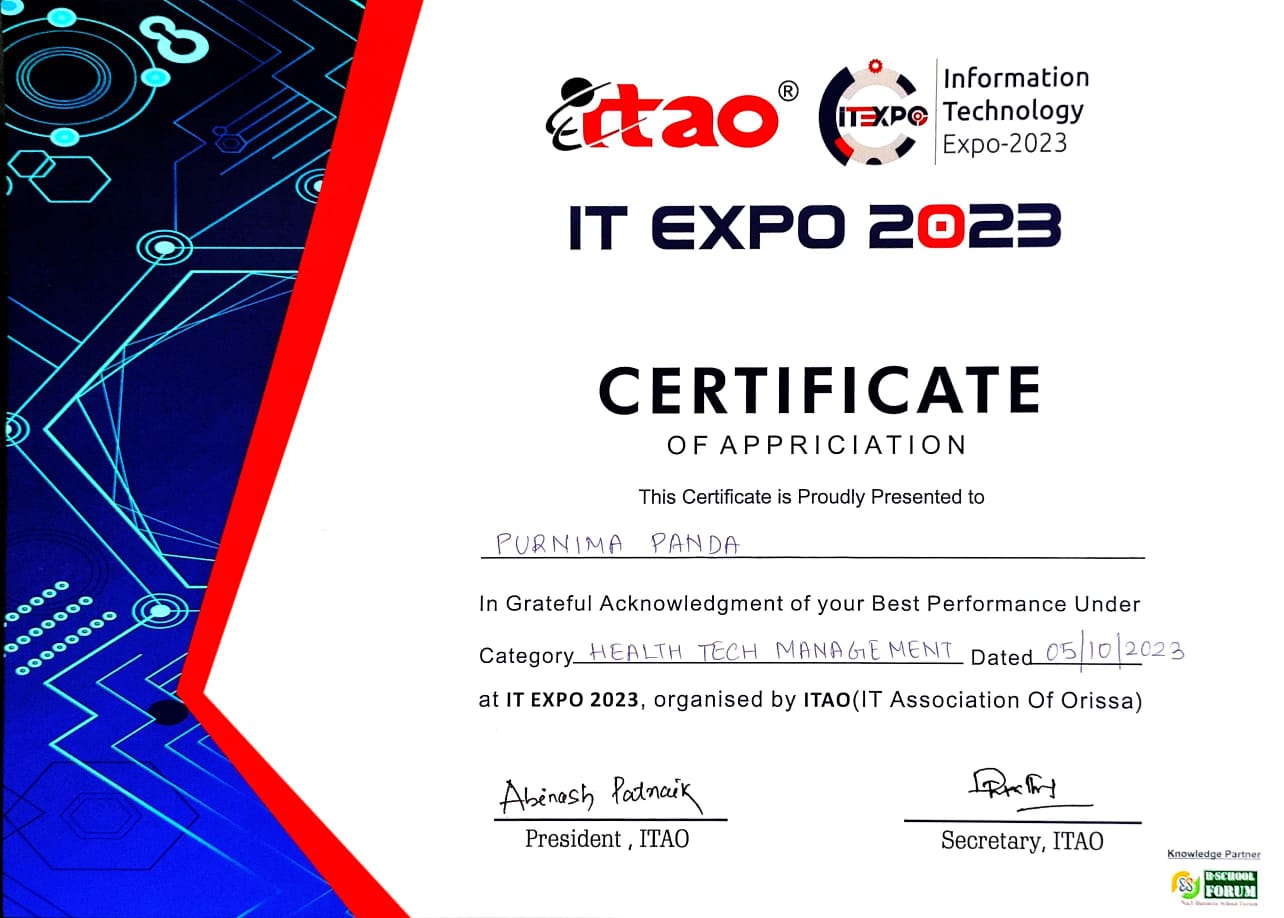 itao®
ITEXPO
Information
Technology
Expo-2023
IT EXPO 2023
CERTIFICATE
OF APPRICIATION
This Certificate is Proudly Presented to
PURNIMA PANDA
In Grateful Acknowledgment of your Best Performance Under
Category HEALTH TECH MANAGEMENT Dated 05/10/2023
at IT EXPO 2023, organised by ITAO(IT Association Of Orissa)
Abinash Patnaik
President , ITAO
Secretary, ITAO
Knowledge Partner
B-SCHOOL
FORUM